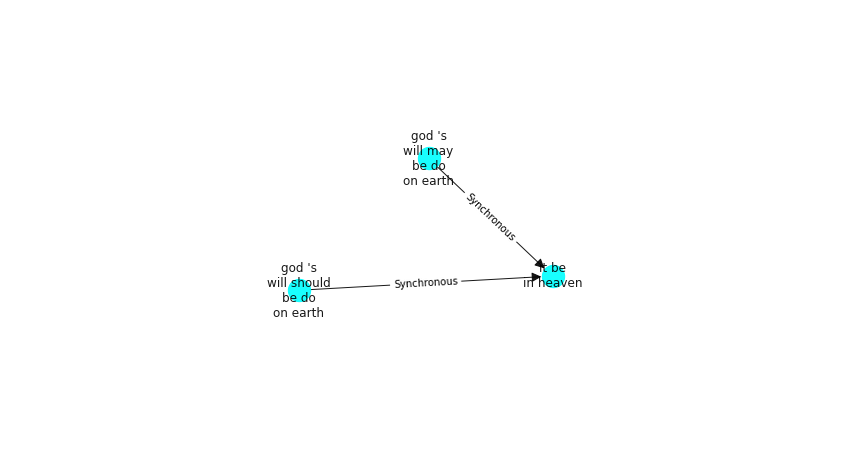 god 's
will may
be do
on earth
Synchronous
god 's
will should
be do
on earth
Synchronous
it be
in heaven